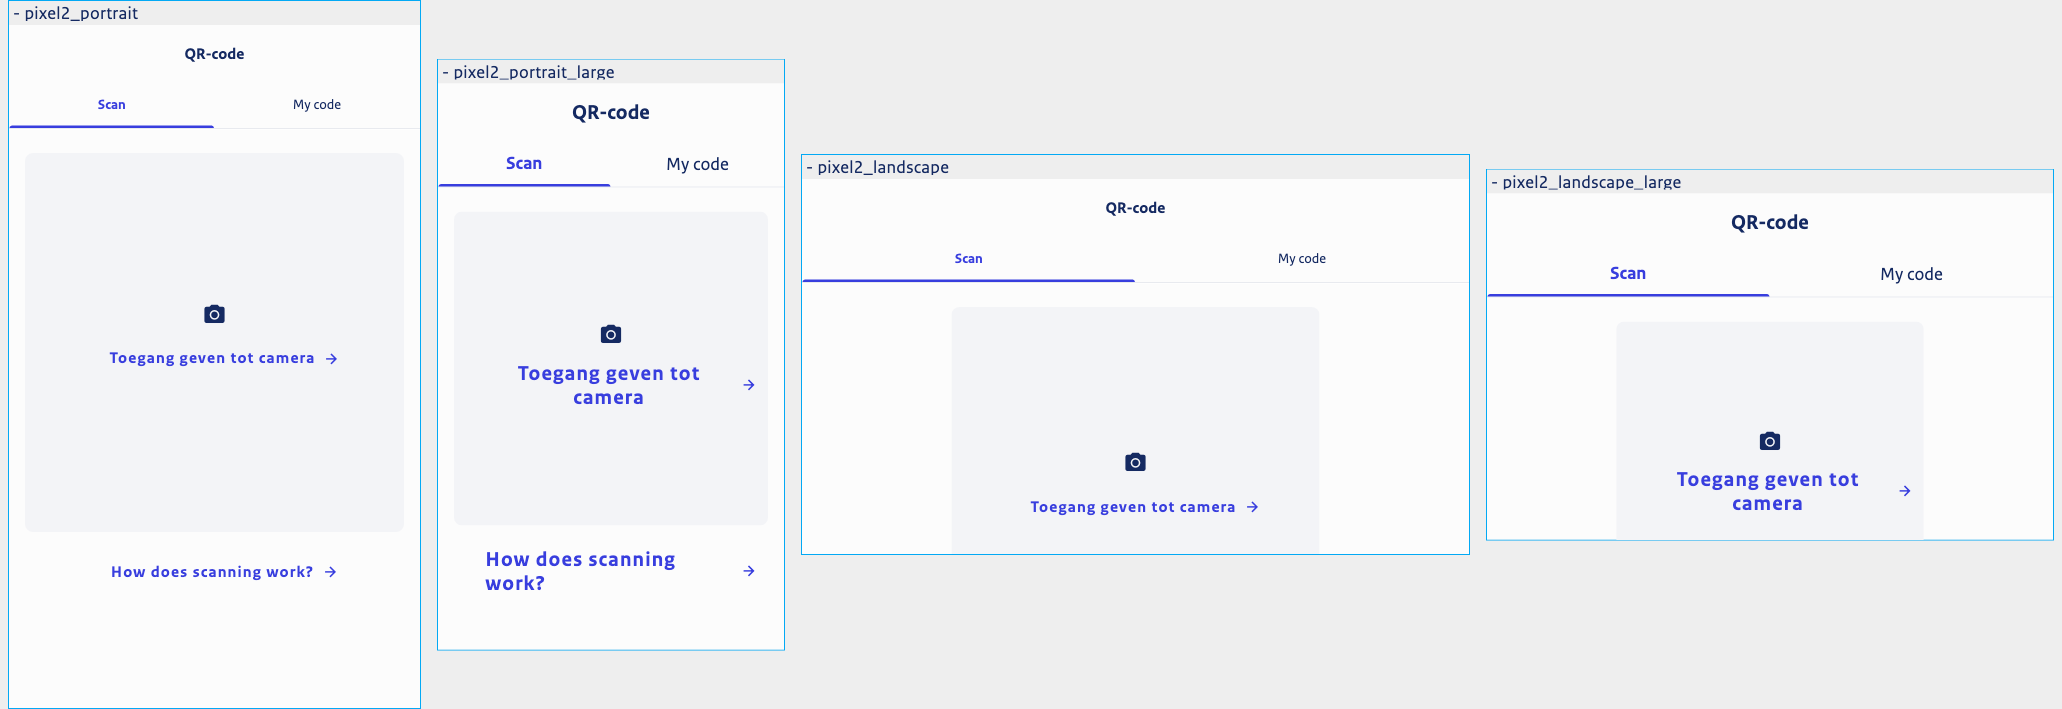 - pixel2_portrait
QR-code
Scan
My code
Toegang geven tot camera
How does scanning work?
- pixel2_portrait_large
QR-code
Scan
My code
Toegang geven tot
camera
How does scanning
work?
- pixel2_landscape
QR-code
Scan
My code
Toegang geven tot camera
- pixel2_landscape_large
QR-code
Scan
My code
Toegang geven tot
camera